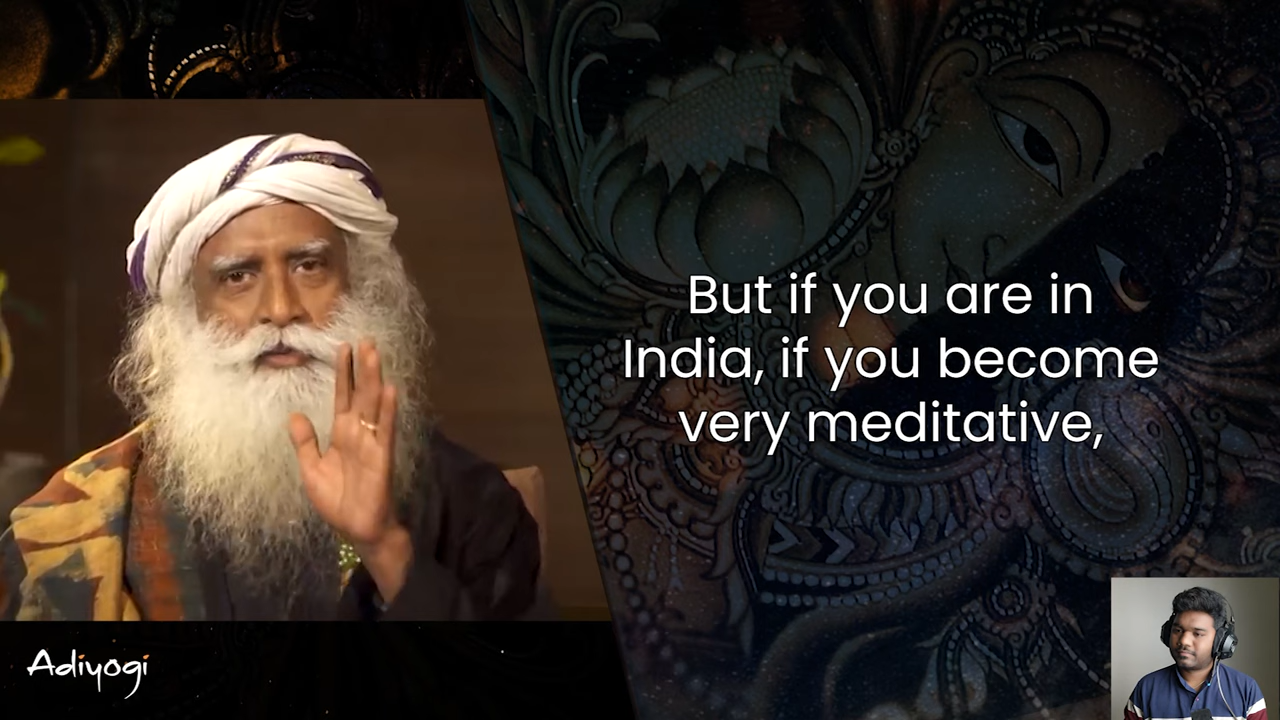 But if you are in
India, if you become
very meditative,
Adiyogi